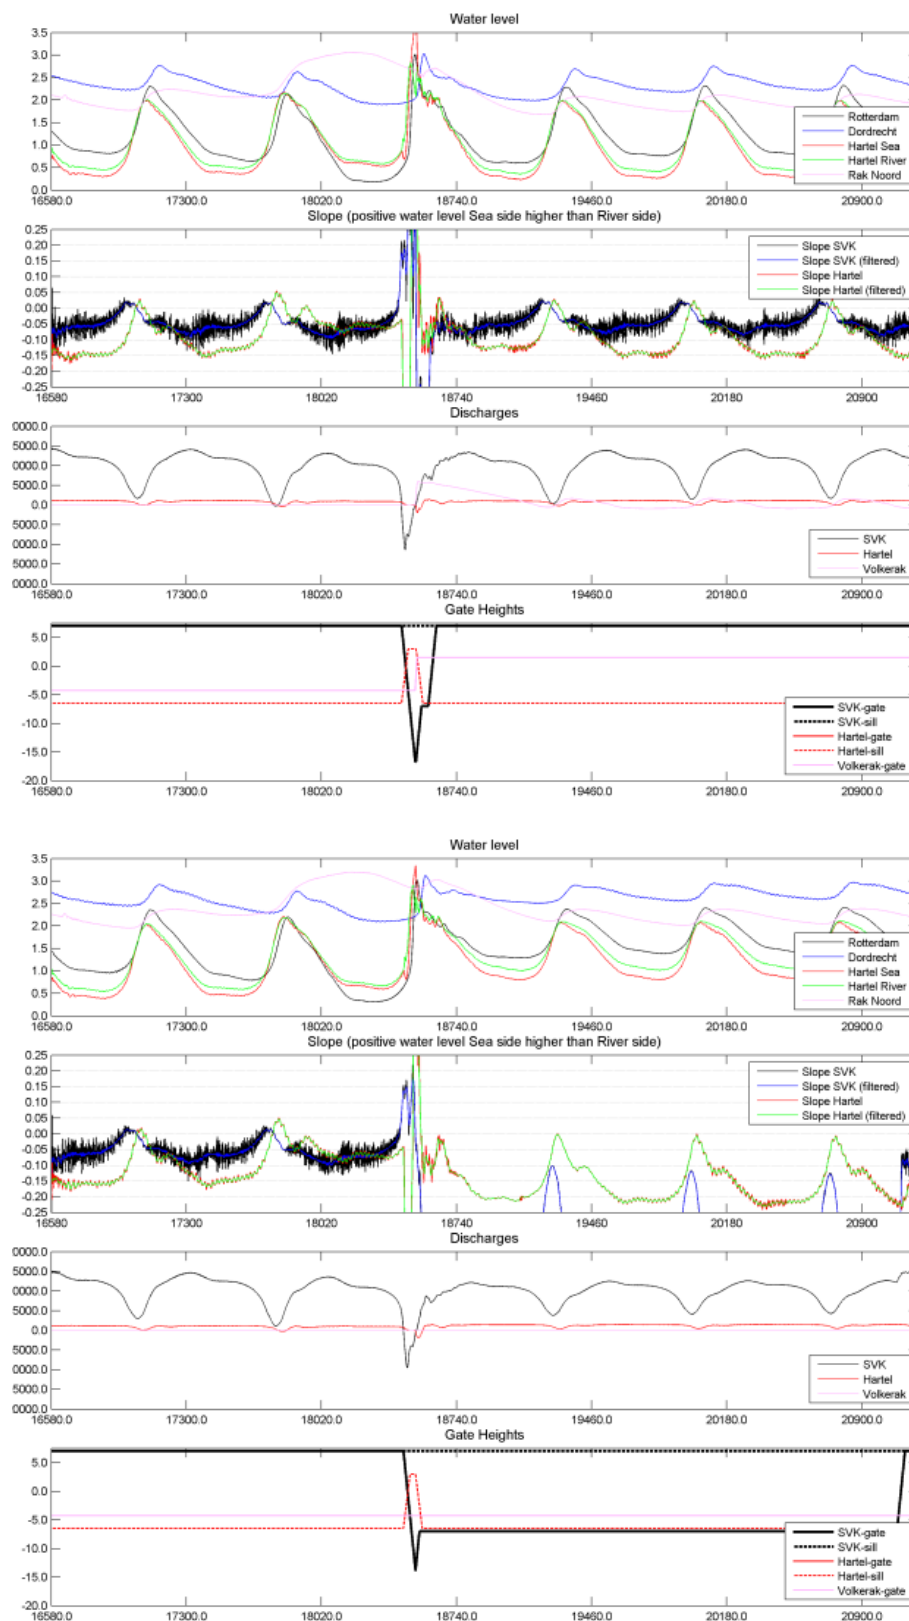 Water level
3.5
3.0
2.5
2.0
1.5
1.0
0.5
0.0
Rotterdam
Dordrecht
Hartel Sea
Hartel River
Rak Noord
16580.0 17300.0 18020.0 18740.0 19460.0 20180.0 20900.0
Slope (positive water level Sea side higher than River side)
0.25
0.20
0.15
0.10
0.05
0.00
-0.05
-0.10
-0.15
-0.20
-0.25
Slope SVK
Slope SVK (filtered)
Slope Hartel
Slope Hartel (filtered)
16580.0 17300.0 18020.0 18740.0 19460.0 20180.0 20900.0
Discharges
0000.0
5000.0
0000.0
5000.0
0.0
5000.0
0000.0
5000.0
0000.0
SVK
Hartel
Volkerak
16580.0 17300.0 18020.0 18740.0 19460.0 20180.0 20900.0
Gate Heights
5.0
0.0
-5.0
-10.0
-15.0
-20.0
SVK-gate
SVK-sill
Hartel-gate
Hartel-sill
Volkerak-gate
16580.0 17300.0 18020.0 18740.0 19460.0 20180.0 20900.0
Water level
3.5
3.0
2.5
2.0
1.5
1.0
0.5
0.0
Rotterdam
Dordrecht
Hartel Sea
Hartel River
Rak Noord
16580.0 17300.0 18020.0 18740.0 19460.0 20180.0 20900.0
Slope (positive water level Sea side higher than River side)
0.25
0.20
0.15
0.10
0.05
0.00
-0.05
-0.10
-0.15
-0.20
-0.25
Slope SVK
Slope SVK (filtered)
Slope Hartel
Slope Hartel (filtered)
16580.0 17300.0 18020.0 18740.0 19460.0 20180.0 20900.0
Discharges
0000.0
5000.0
0000.0
5000.0
0.0
5000.0
0000.0
5000.0
0000.0
SVK
Hartel
Volkerak
16580.0 17300.0 18020.0 18740.0 19460.0 20180.0 20900.0
Gate Heights
5.0
0.0
-5.0
-10.0
-15.0
-20.0
SVK-gate
SVK-sill
Hartel-gate
Hartel-sill
Volkerak-gate
16580.0 17300.0 18020.0 18740.0 19460.0 20180.0 20900.0